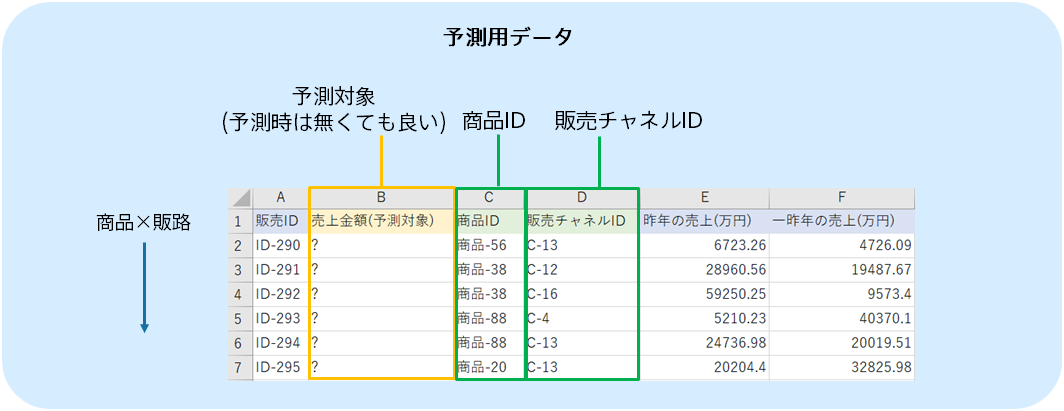 予測用データ
予測対象
(予測時は無くても良い)
商品ID
販売チャネルID
商品×販路
A B C D E F
1 販売ID 売上金額(予測対象) 商品ID 販売チャネルID 昨年の売上(万円) 一昨年の売上(万円)
2 ID-290 ? 商品-56 C-13 6723.26 4726.09
3 ID-291 ? 商品-38 C-12 28960.56 19487.67
4 ID-292 ? 商品-38 C-16 59250.25 9573.4
5 ID-293 ? 商品-88 C-4 5210.23 40370.1
6 ID-294 ? 商品-88 C-13 24736.98 20019.51
7 ID-295 ? 商品-20 C-13 20204.4 32825.98